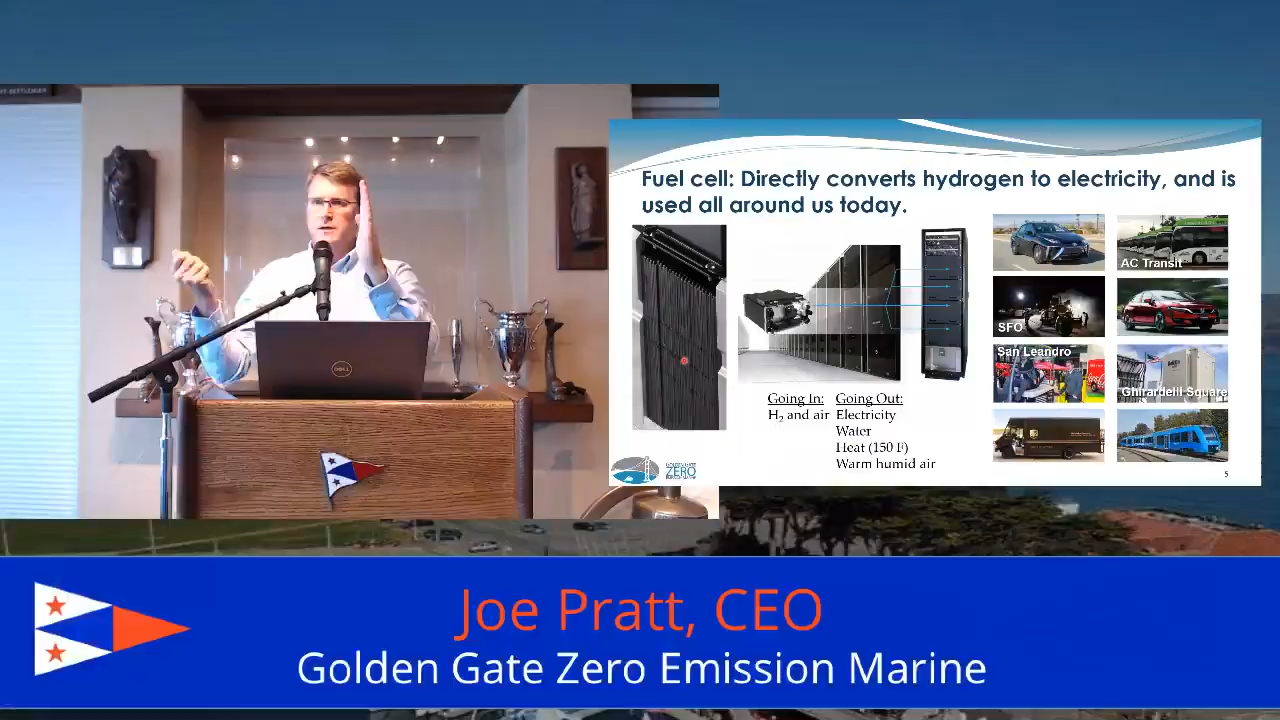 Fuel cell: Directly converts hydrogen to electricity, and is
used all around us today.
AC Transit
SFO
San Leandro
Ghirardelli Square
Going In:
H₂ and air
Going Out:
Electricity
Water
Heat (150 F)
Warm humid air
ZERO
5
DELL
Joe Pratt, CEO
Golden Gate Zero Emission Marine